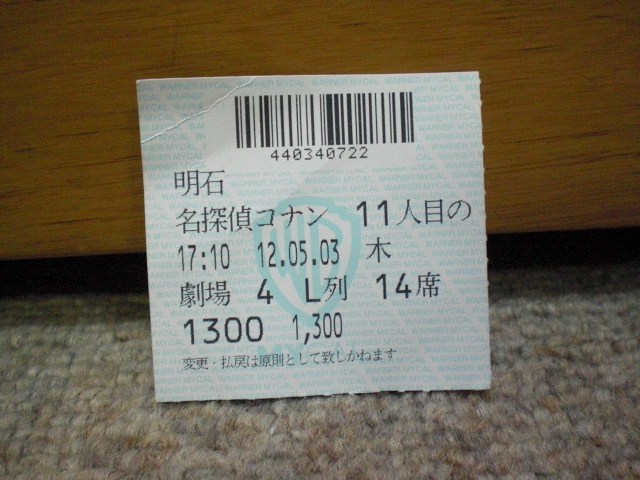 WARNER MYCAL
440340722
明石
名探偵コナン 11人目の
17:10 12.05.03 木
劇場 4 L列 14席
1300 1,300
変更・払戻は原則として致しかねます